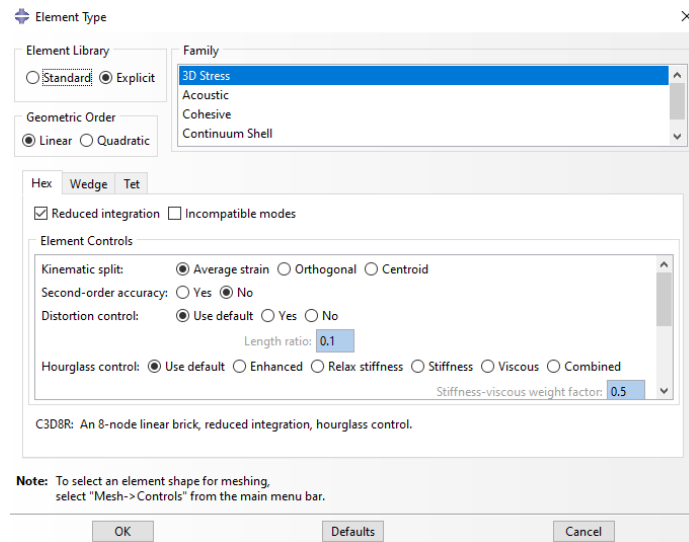 Element Type
Element Library
Standard Explicit
Family
3D Stress
Acoustic
Cohesive
Continuum Shell
Geometric Order
Linear Quadratic
Hex Wedge Tet
Reduced integration Incompatible modes
Element Controls
Kinematic split: Average strain Orthogonal Centroid
Second-order accuracy: Yes No
Distortion control: Use default Yes No
Length ratio: 0.1
Hourglass control: Use default Enhanced Relax stiffness Stiffness Viscous Combined
Stiffness-viscous weight factor: 0.5
C3D8R: An 8-node linear brick, reduced integration, hourglass control.
Note: To select an element shape for meshing,
select "Mesh->Controls" from the main menu bar.
OK Defaults Cancel